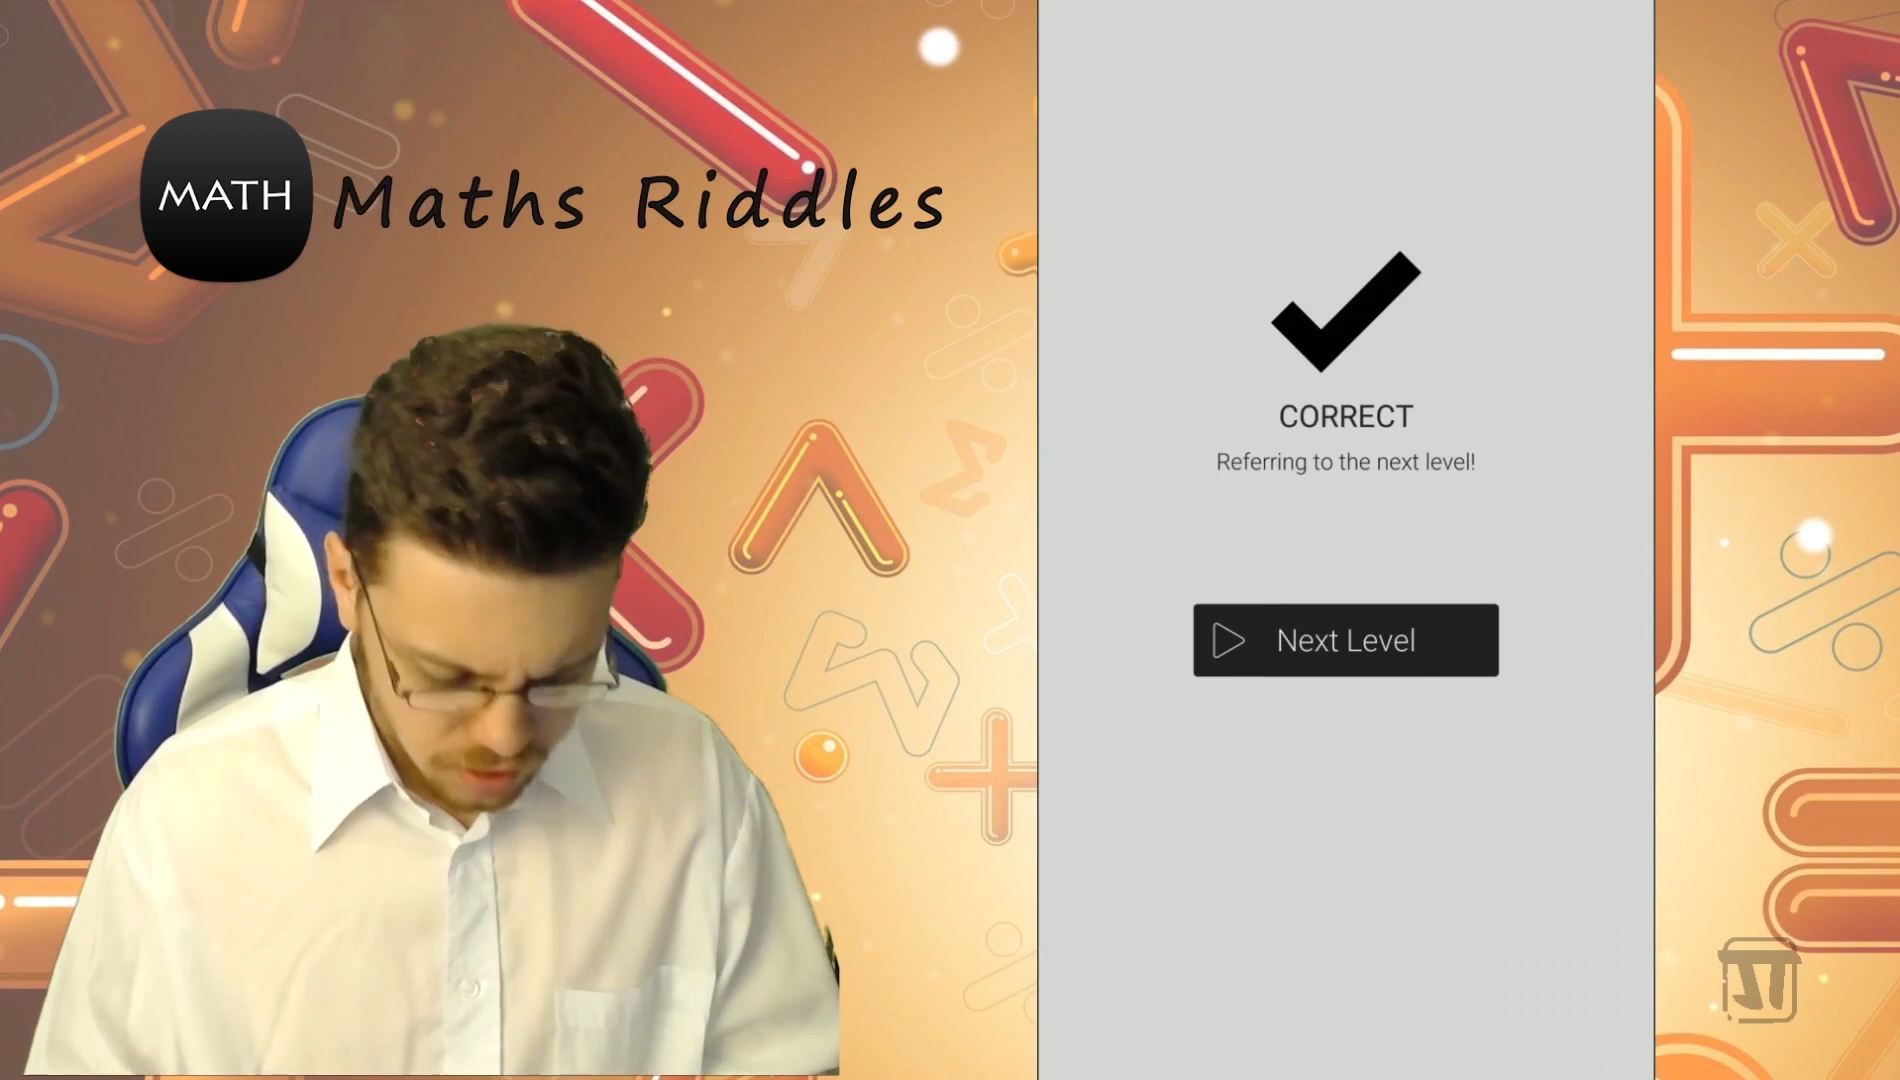 MATH
Maths Riddles
CORRECT
Referring to the next level!
Next Level